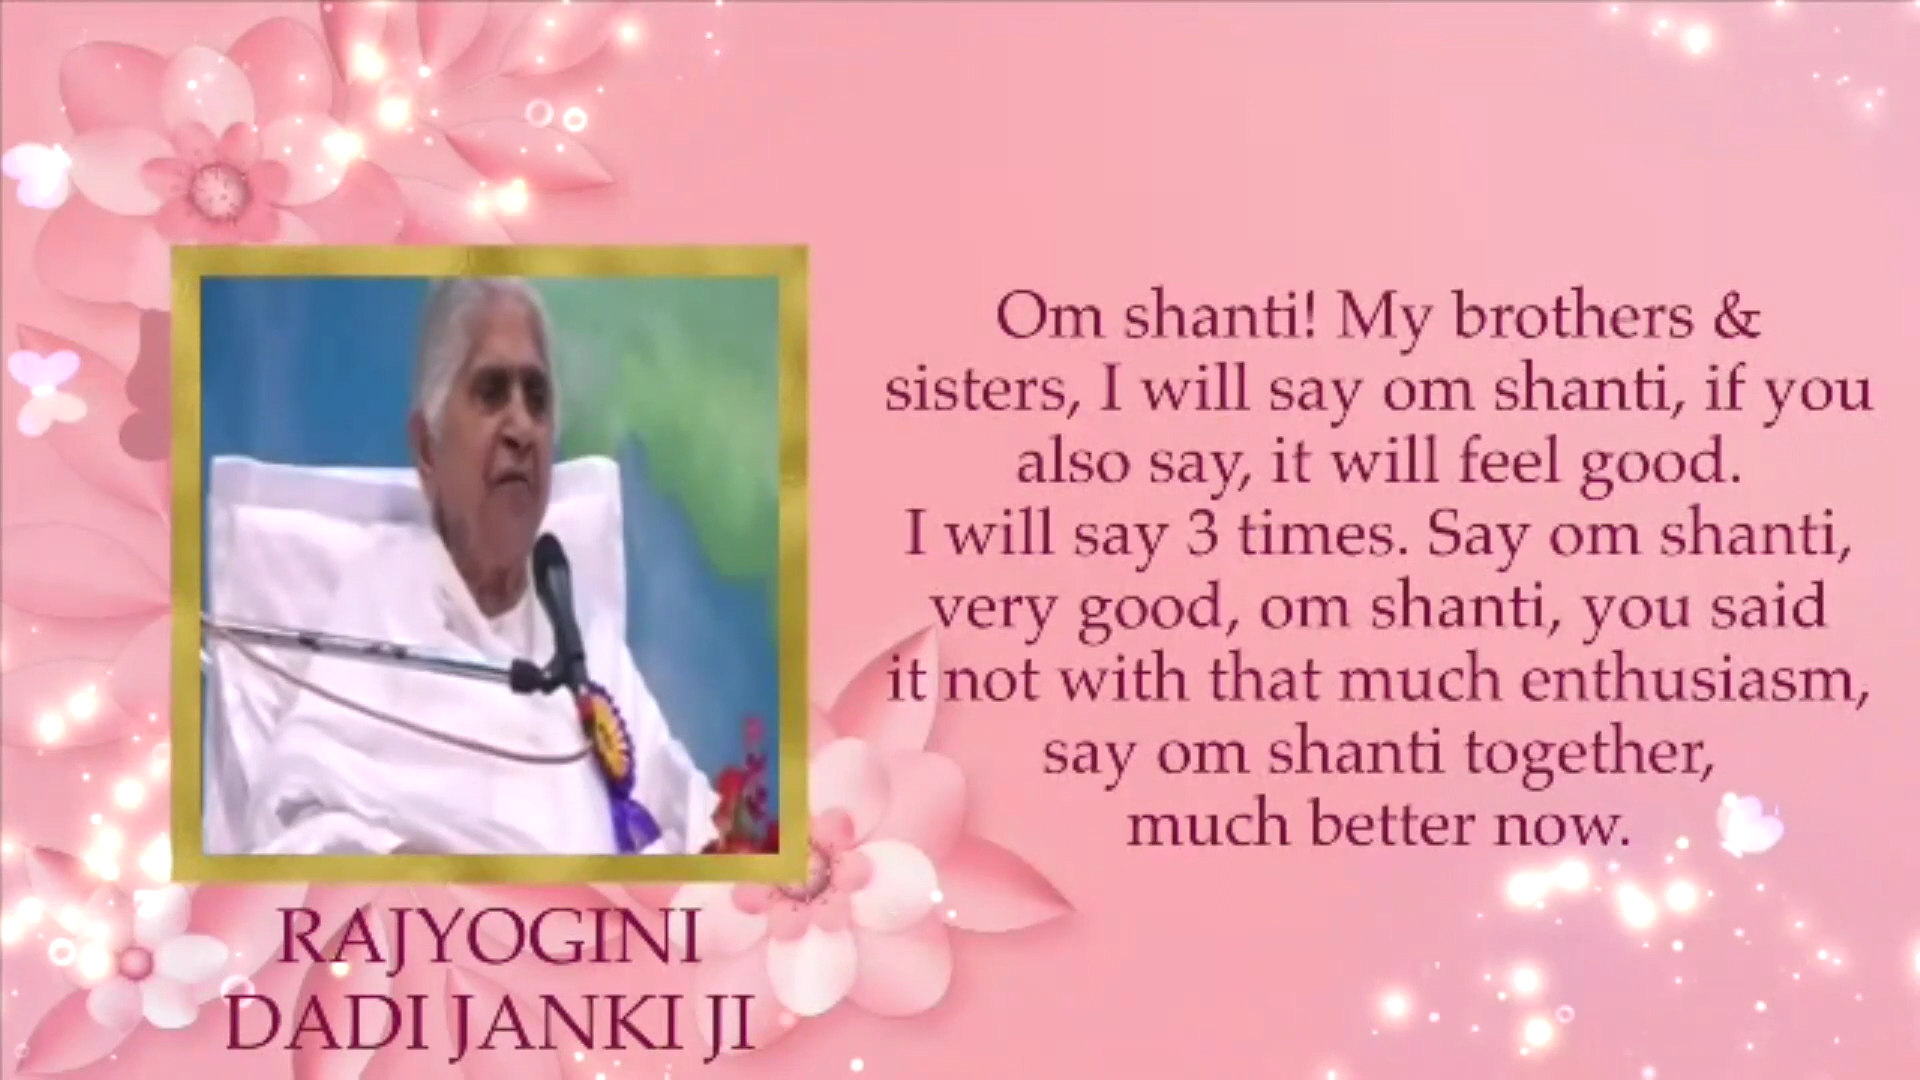 Om shanti! My brothers &
sisters, I will say om shanti, if you
also say, it will feel good.
I will say 3 times. Say om shanti,
very good, om shanti, you said
it not with that much enthusiasm,
say om shanti together,
much better now.
RAJYOGINI
DADI JANKI JI